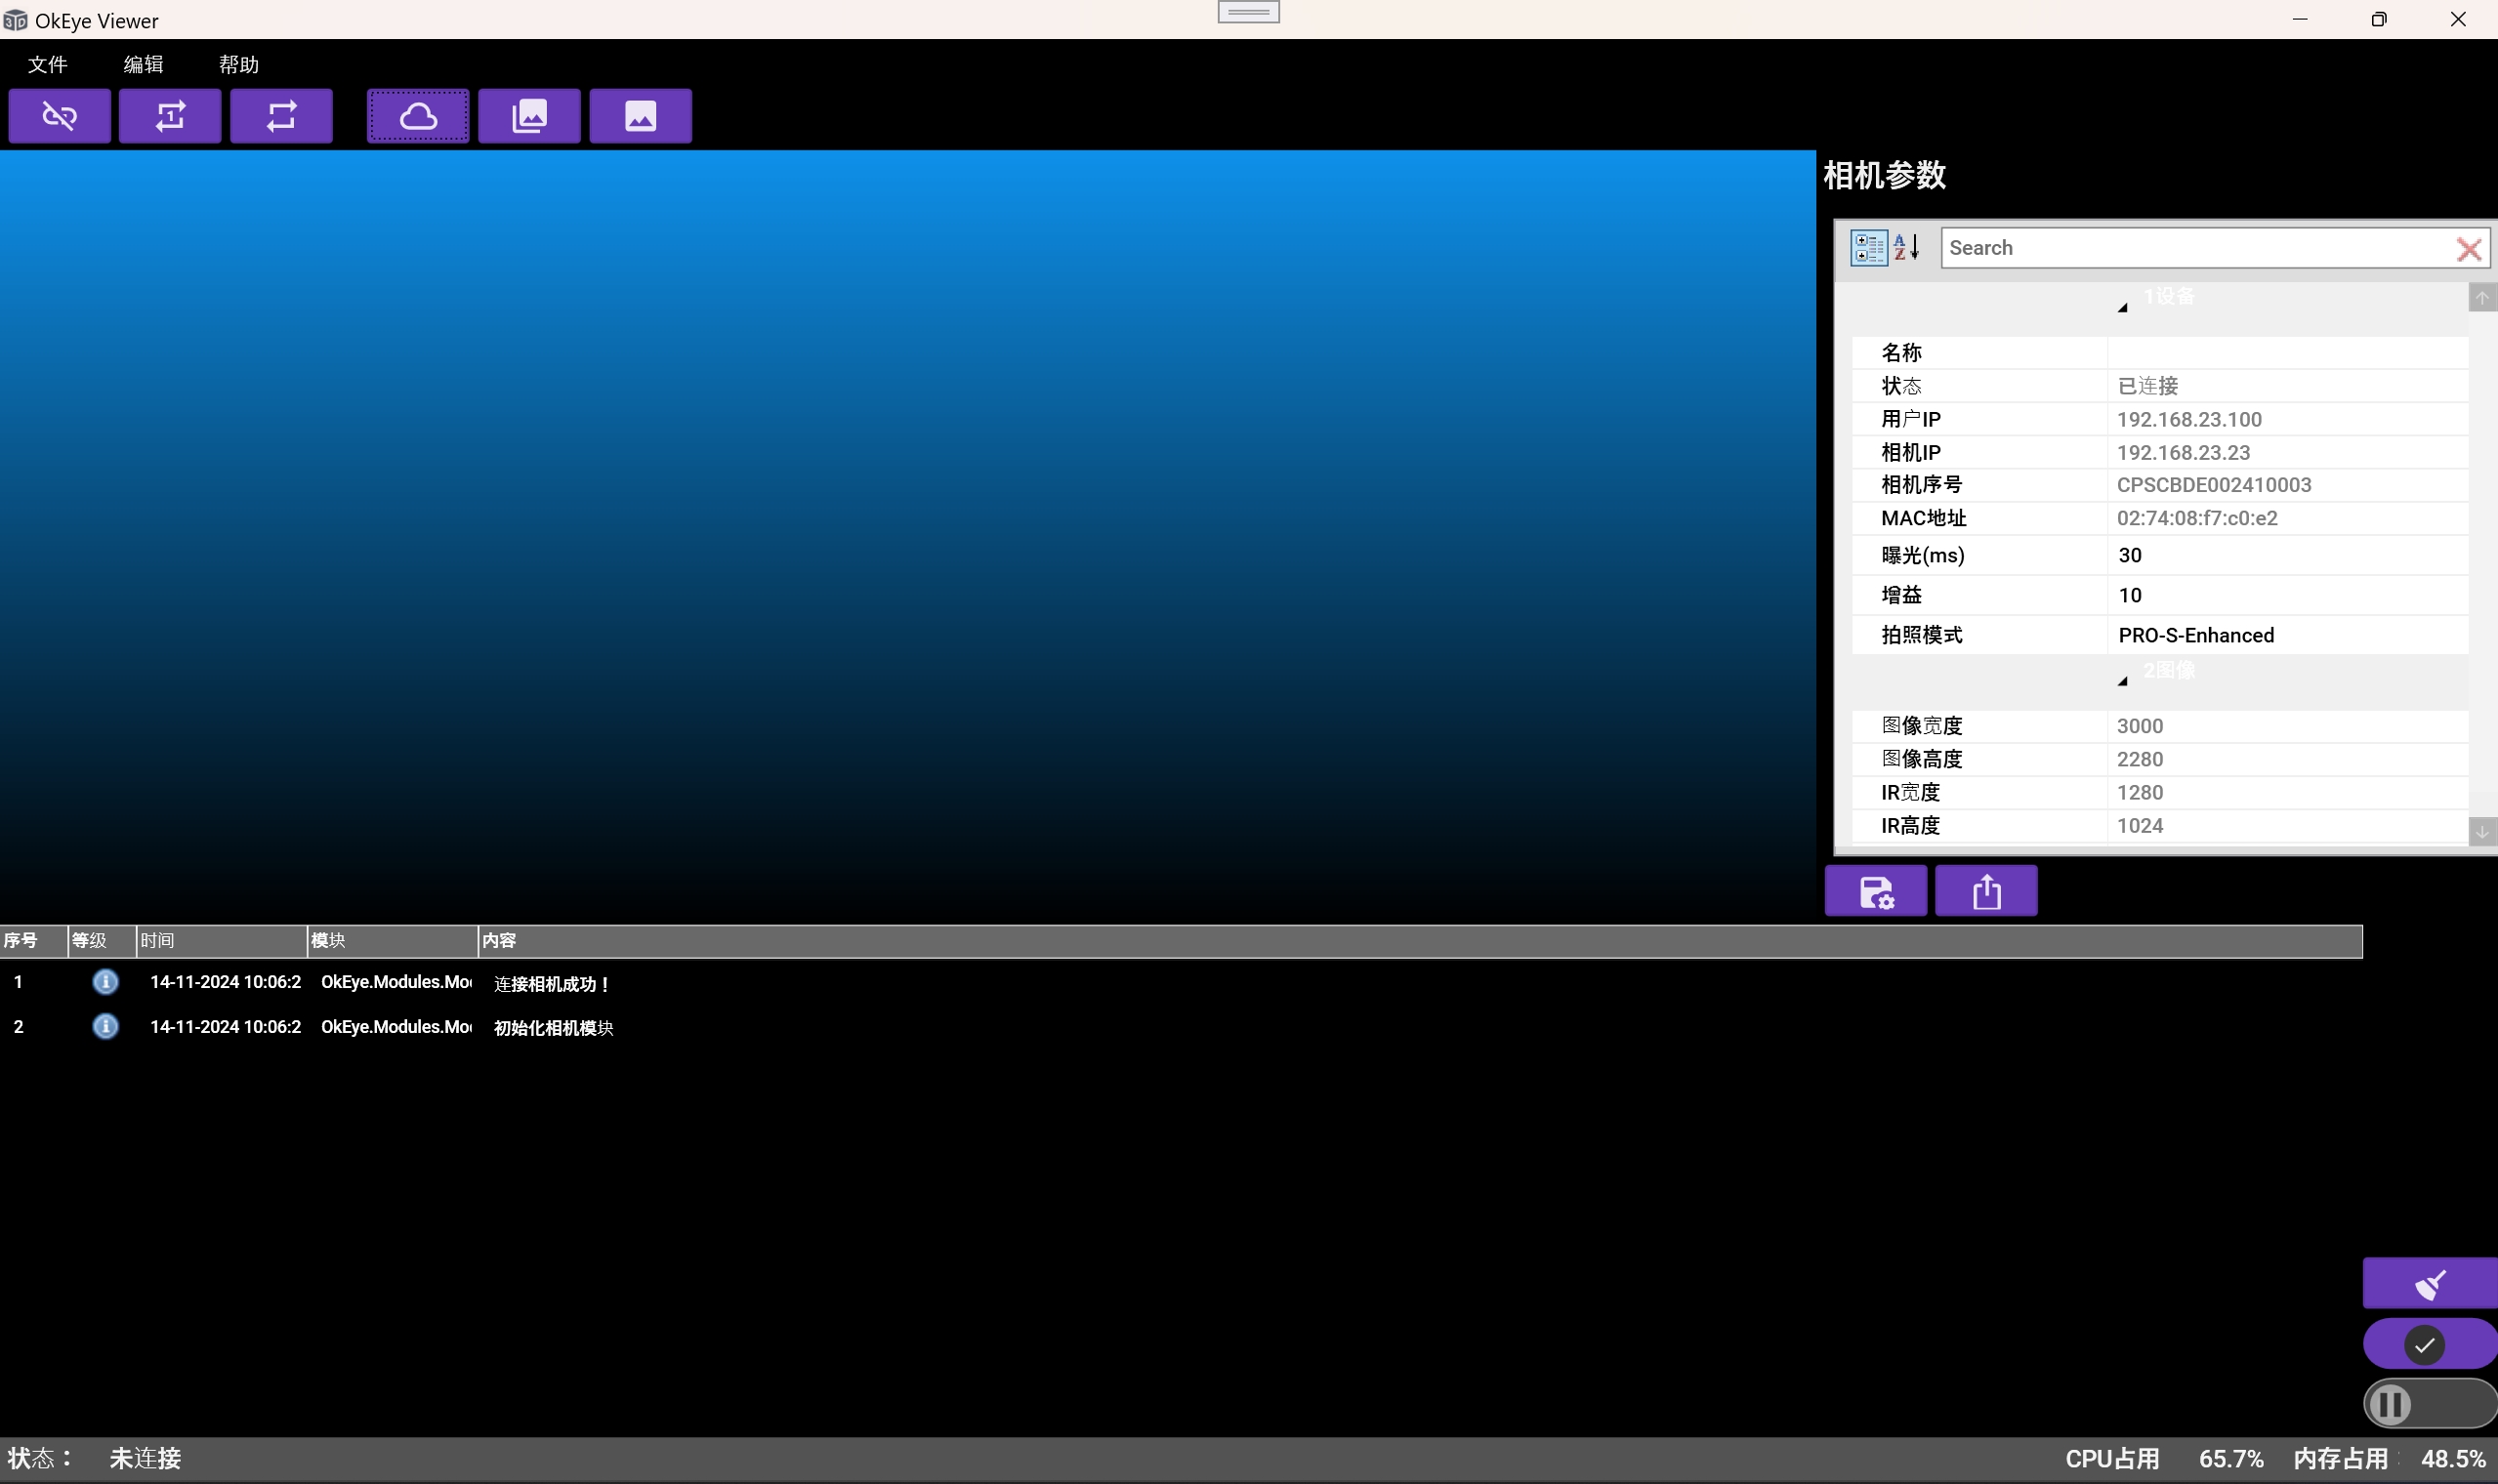 OkEye Viewer
文件 编辑 帮助
相机参数
Search
1设备
名称
状态 已连接
用户IP 192.168.23.100
相机IP 192.168.23.23
相机序号 CPSCBDE002410003
MAC地址 02:74:08:f7:c0:e2
曝光(ms) 30
增益 10
拍照模式 PRO-S-Enhanced
2图像
图像宽度 3000
图像高度 2280
IR宽度 1280
IR高度 1024
序号 等级 时间 模块 内容
1 14-11-2024 10:06:2 OkEye.Modules.Mo 连接相机成功！
2 14-11-2024 10:06:2 OkEye.Modules.Mo 初始化相机模块
状态： 未连接 CPU占用 65.7% 内存占用 48.5%